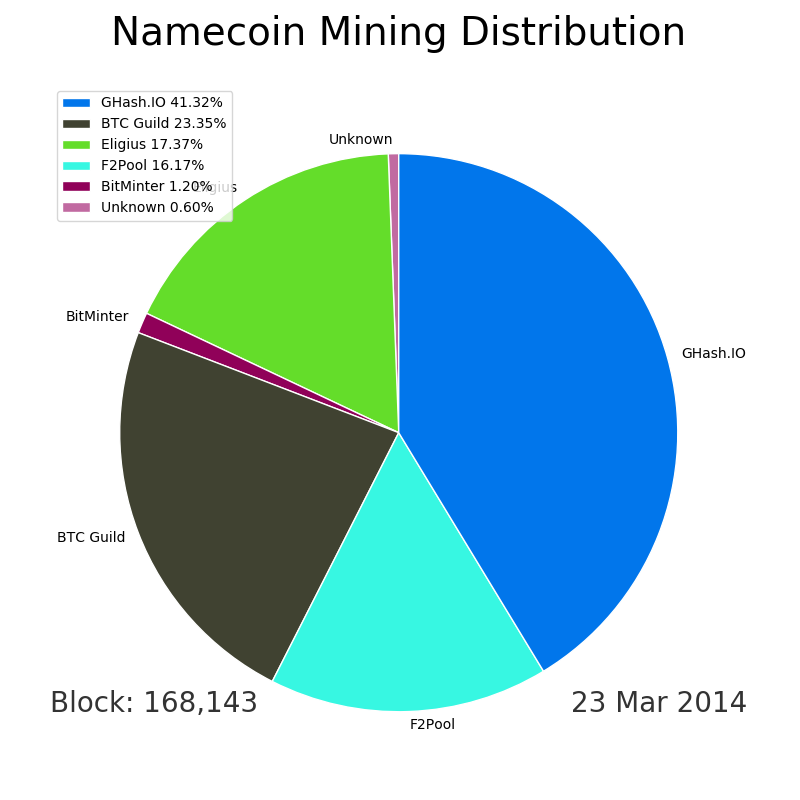 Namecoin Mining Distribution
GHash.IO 41.32%
BTC Guild 23.35%
Eligius 17.37%
F2Pool 16.17%
BitMinter 1.20%
Unknown 0.60%
Unknown
Eligius
BitMinter
GHash.IO
BTC Guild
F2Pool
Block: 168,143
23 Mar 2014